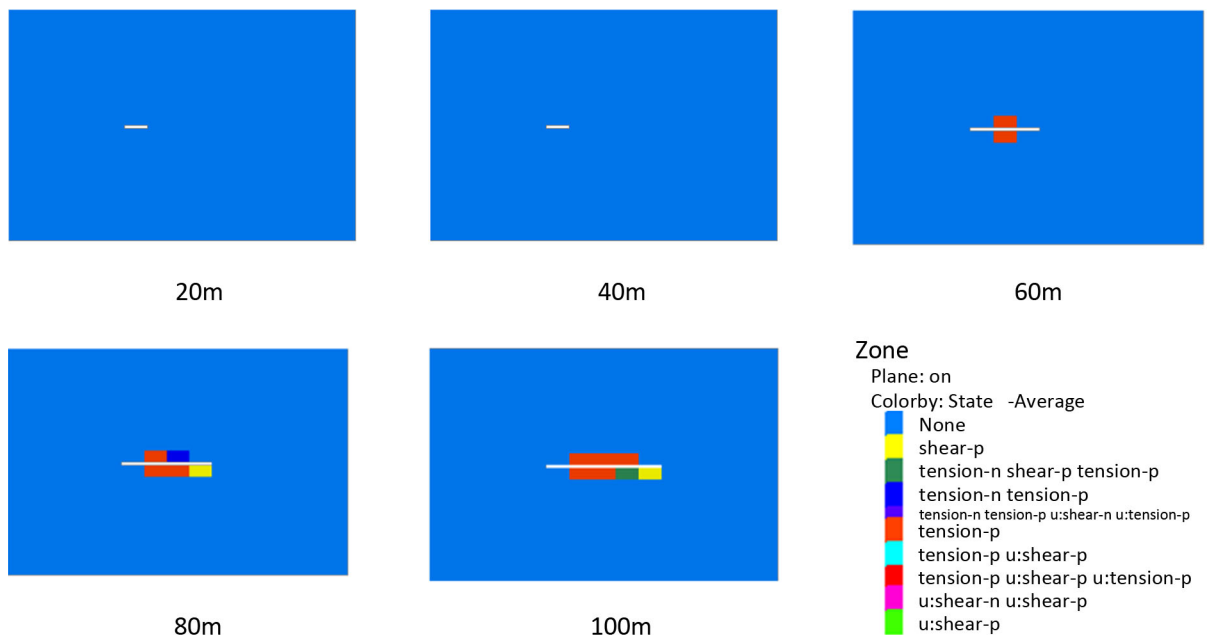 20m
40m
60m
80m
100m
Zone
Plane: on
Colorby: State -Average
None
shear-p
tension-n shear-p tension-p
tension-n tension-p
tension-n tension-p u:shear-n u:tension-p
tension-p
tension-p u:shear-p
tension-p u:shear-p u:tension-p
u:shear-n u:shear-p
u:shear-p